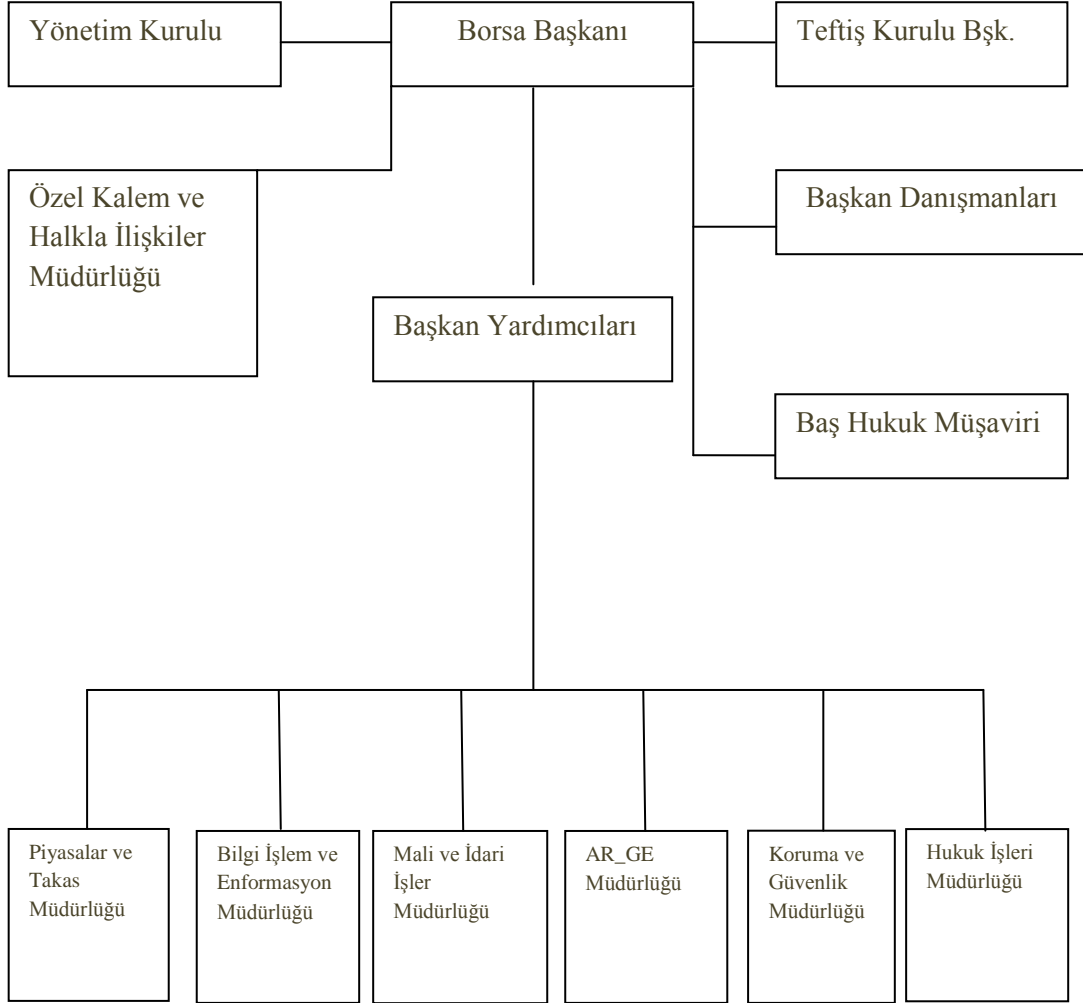 Yönetim Kurulu
Borsa Başkanı
Teftiş Kurulu Bşk.
Özel Kalem ve
Halkla İlişkiler
Müdürlüğü
Başkan Danışmanları
Başkan Yardımcıları
Baş Hukuk Müşaviri
Piyasalar ve
Takas
Müdürlüğü
Bilgi İşlem ve
Enformasyon
Müdürlüğü
Mali ve İdari
İşler
Müdürlüğü
AR_GE
Müdürlüğü
Koruma ve
Güvenlik
Müdürlüğü
Hukuk İşleri
Müdürlüğü